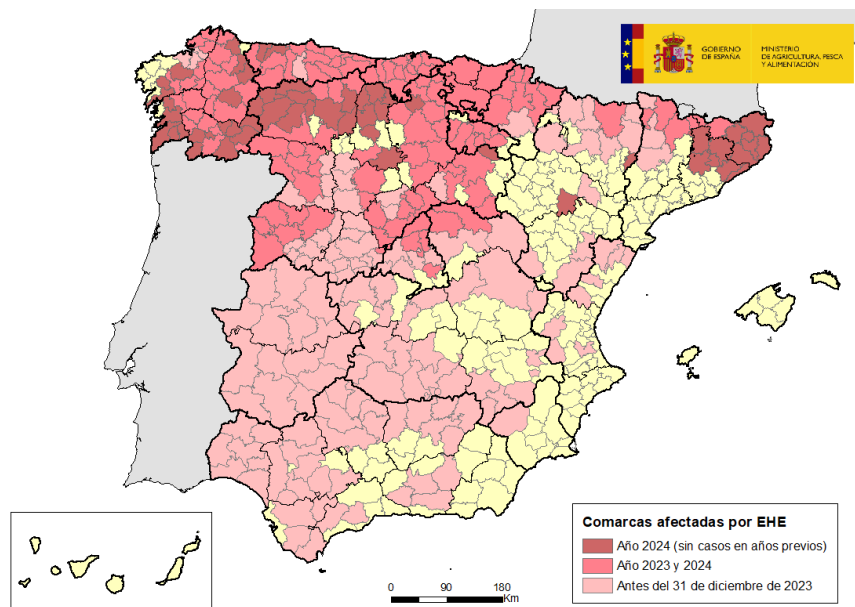 GOBIERNO
DE ESPAÑA
MINISTERIO
DE AGRICULTURA, PESCA
Y ALIMENTACIÓN
Comarcas afectadas por EHE
Año 2024 (sin casos en años previos)
Año 2023 y 2024
Antes del 31 de diciembre de 2023
0 90 180
Km